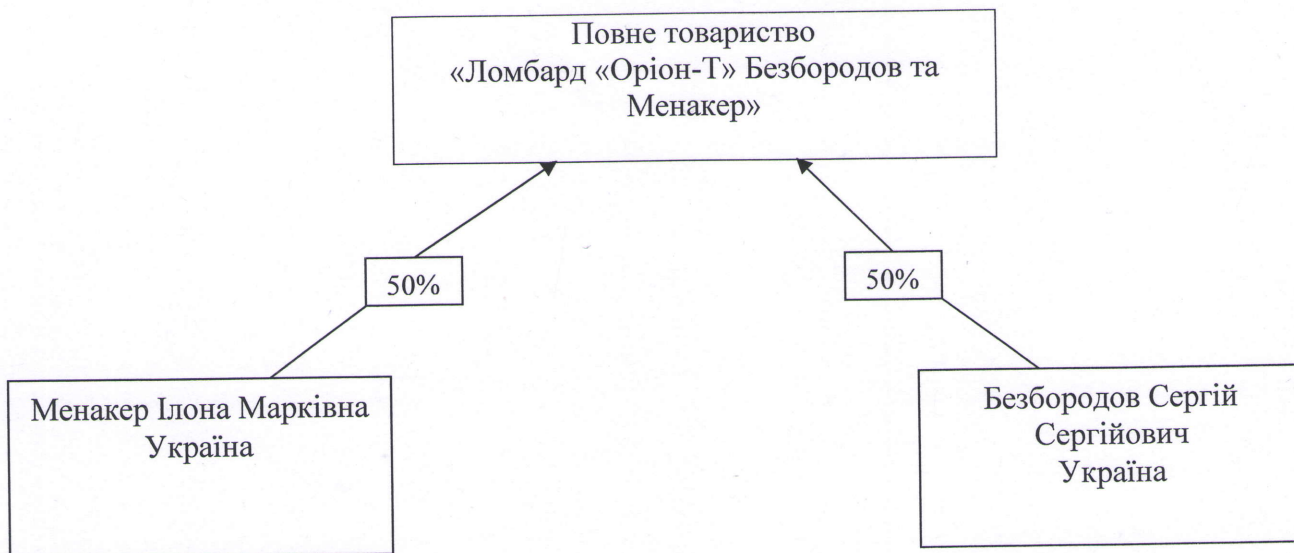 Повне товариство
«Ломбард «Оріон-Т» Безбородов та
Менакер»
50%
50%
Менакер Ілона Марківна
Україна
Безбородов Сергій
Сергійович
Україна